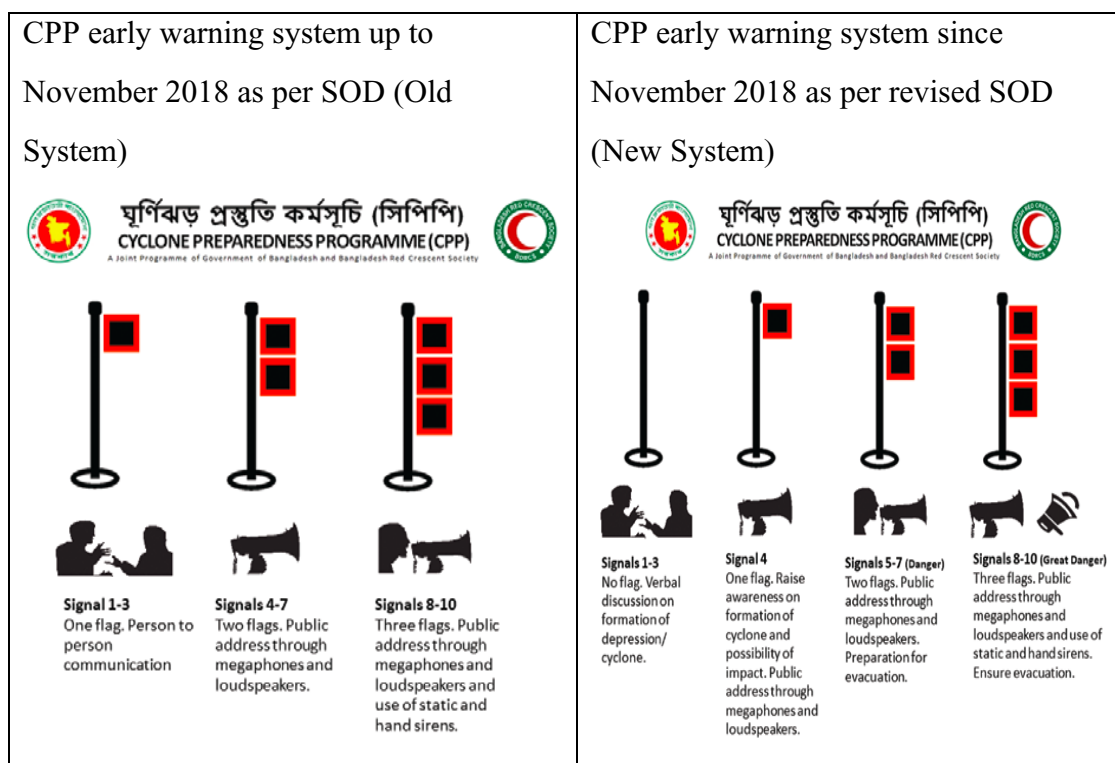 CPP early warning system up to
November 2018 as per SOD (Old
System)
ঘূর্ণিঝড় প্রস্তুতি কর্মসূচি (সিপিপি)
CYCLONE PREPAREDNESS PROGRAMME (CPP)
A Joint Programme of Government of Bangladesh and Bangladesh Red Crescent Society
Signal 1-3
One flag. Person to
person
communication
Signals 4-7
Two flags. Public
address through
megaphones and
loudspeakers.
Signals 8-10
Three flags. Public
address through
megaphones and
loudspeakers and
use of static and
hand sirens.
CPP early warning system since
November 2018 as per revised SOD
(New System)
ঘূর্ণিঝড় প্রস্তুতি কর্মসূচি (সিপিপি)
CYCLONE PREPAREDNESS PROGRAMME (CPP)
A Joint Programme of Government of Bangladesh and Bangladesh Red Crescent Society
BANGLADESH RED CRESCENT SOCIETY
BDRCS
Signals 1-3
No flag. Verbal
discussion on
formation of
depression/
cyclone.
Signal 4
One flag. Raise
awareness on
formation of
cyclone and
possibility of
impact. Public
address through
megaphones and
loudspeakers.
Signals 5-7 (Danger)
Two flags. Public
address through
megaphones and
loudspeakers.
Preparation for
evacuation.
Signals 8-10 (Great Danger)
Three flags. Public
address through
megaphones and
loudspeakers and use of
static and hand sirens.
Ensure evacuation.